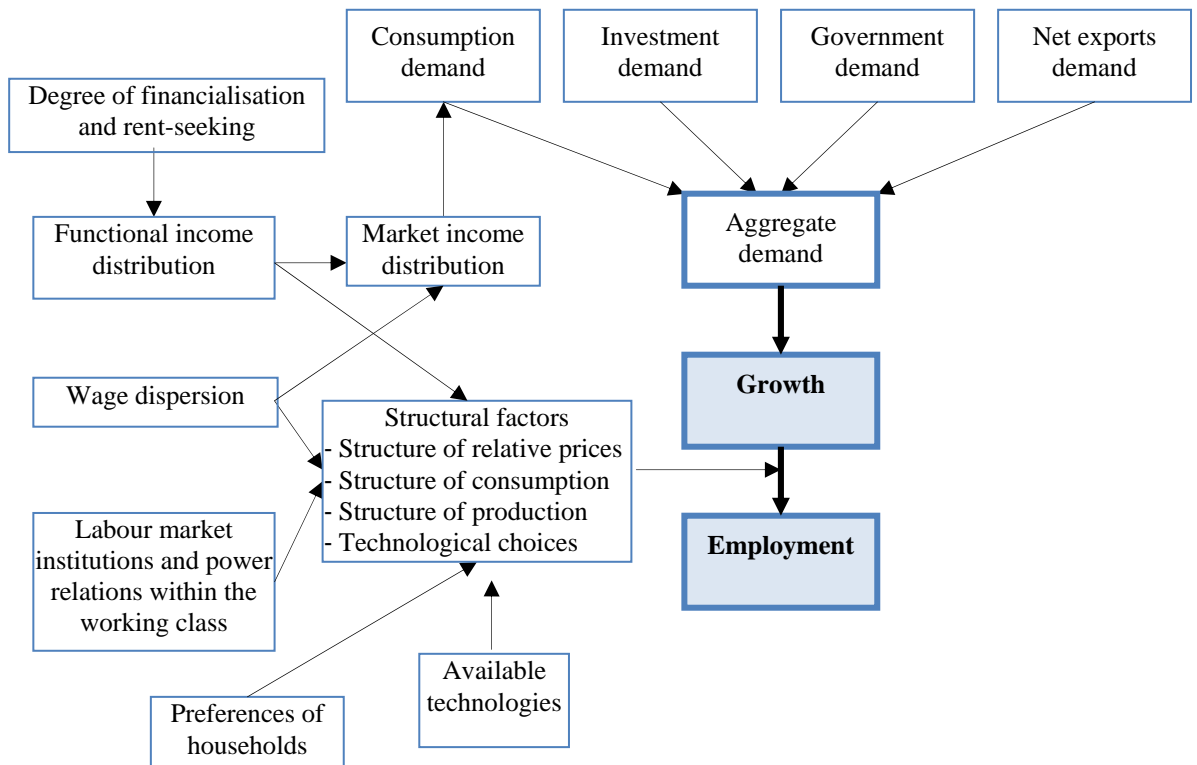 Consumption
demand
Investment
demand
Government
demand
Net exports
demand
Degree of financialisation
and rent-seeking
Functional income
distribution
Market income
distribution
Aggregate
demand
Growth
Wage dispersion
Structural factors
- Structure of relative prices
- Structure of consumption
- Structure of production
- Technological choices
Labour market
institutions and power
relations within the
working class
Employment
Available
technologies
Preferences of
households